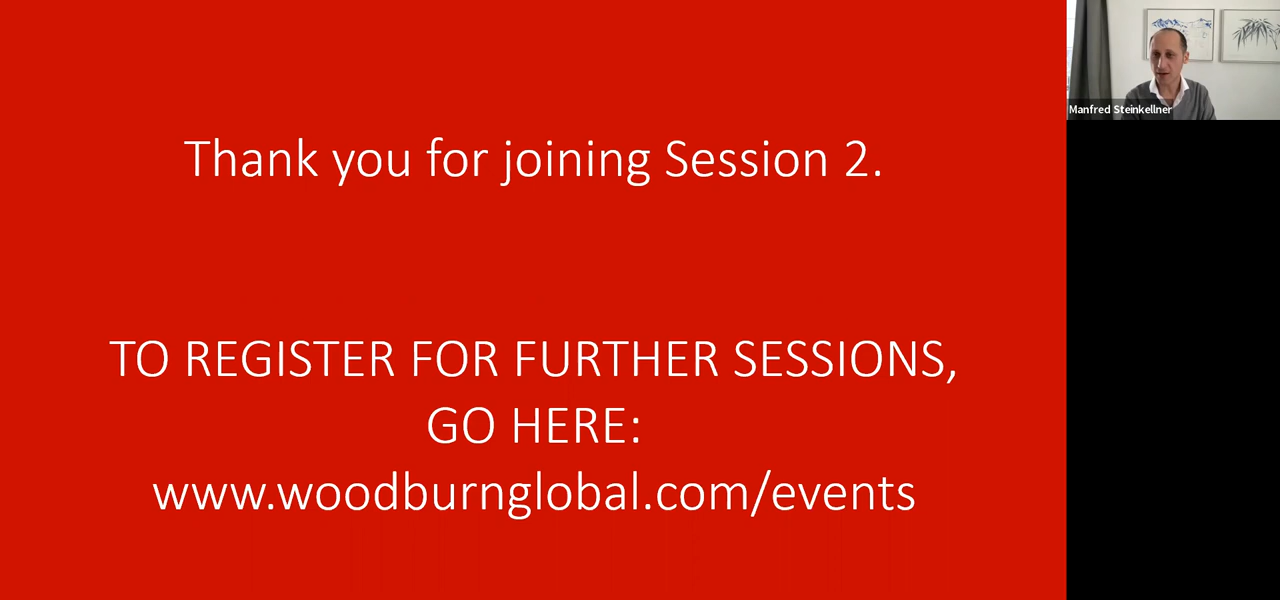 Thank you for joining Session 2.
TO REGISTER FOR FURTHER SESSIONS,
GO HERE:
www.woodburnglobal.com/events
Manfred Steinkellner